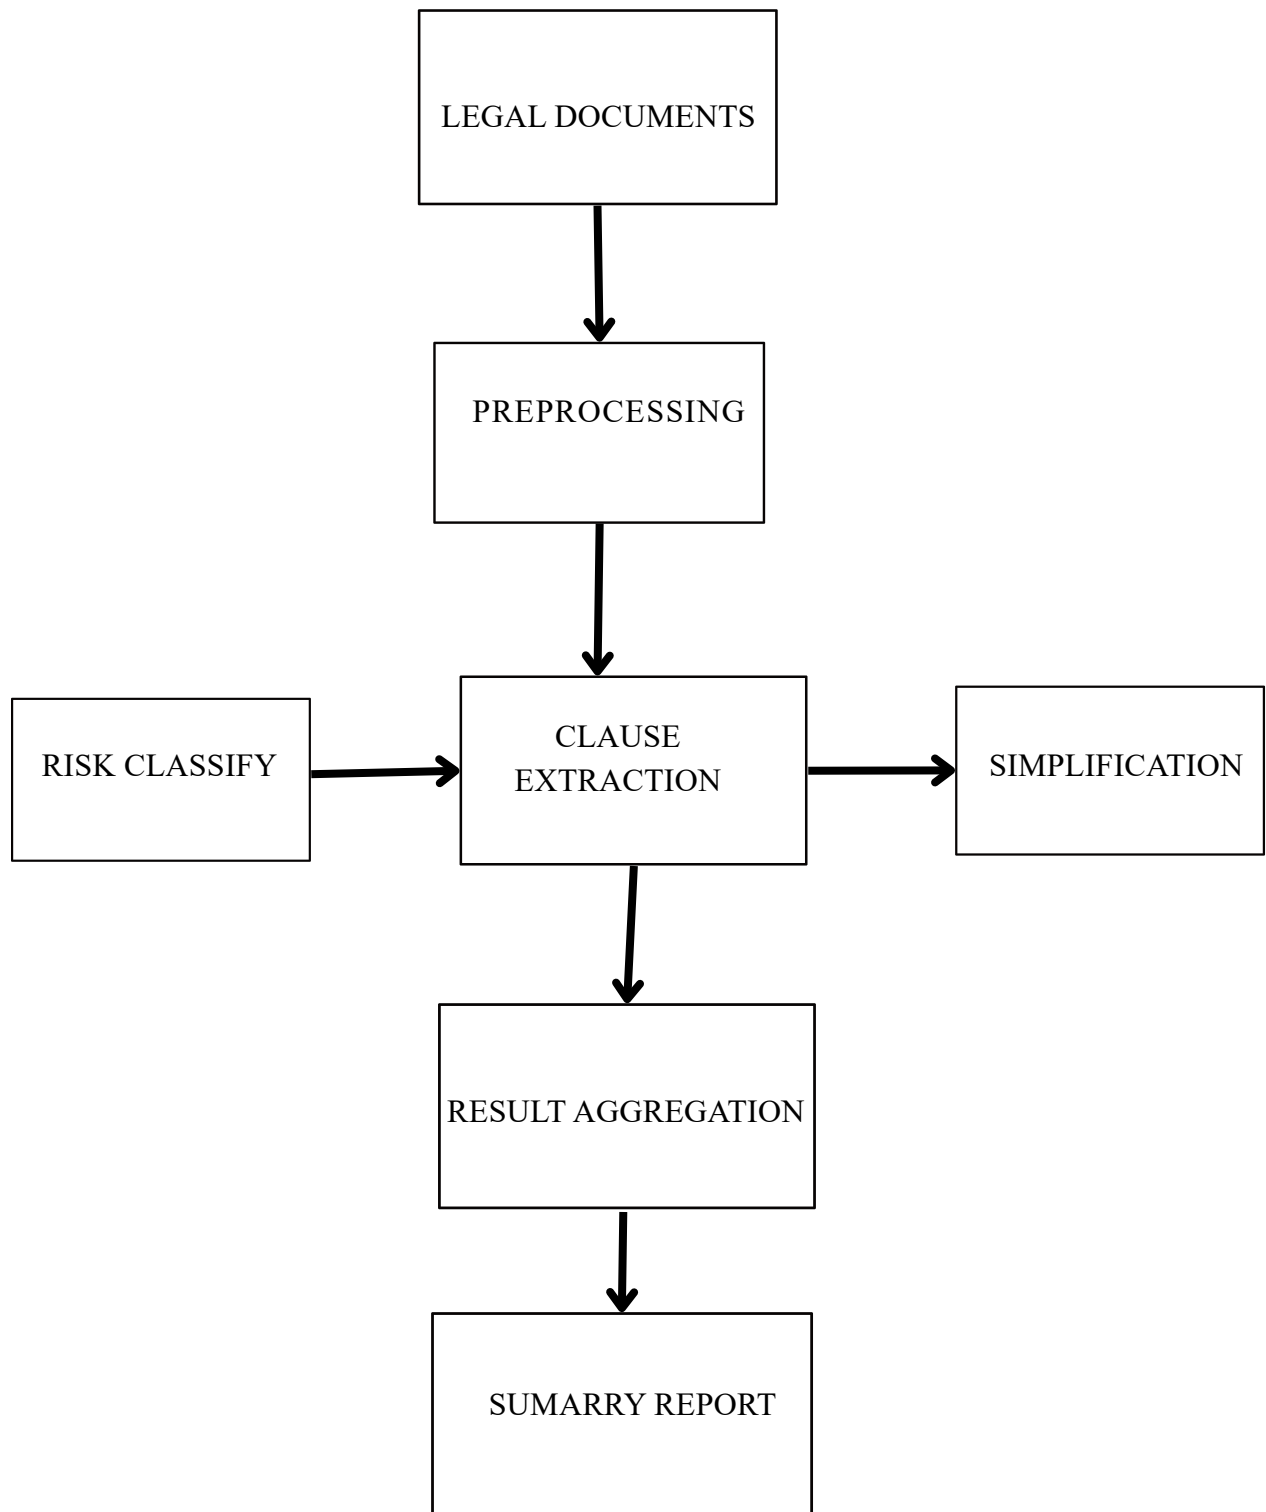 LEGAL DOCUMENTS
PREPROCESSING
RISK CLASSIFY
CLAUSE
EXTRACTION
SIMPLIFICATION
RESULT AGGREGATION
SUMARRY REPORT